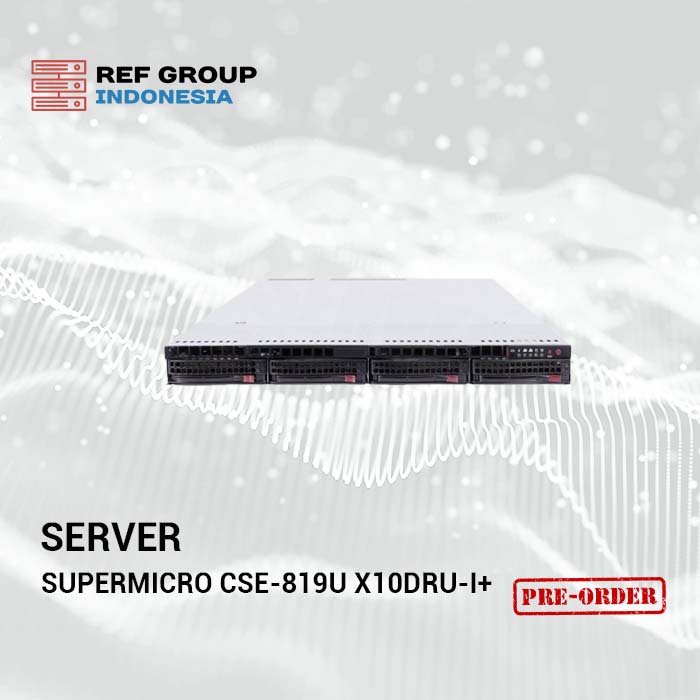 REF GROUP
INDONESIA
SERVER
SUPERMICRO CSE-819U X10DRU-I+
PRE-ORDER